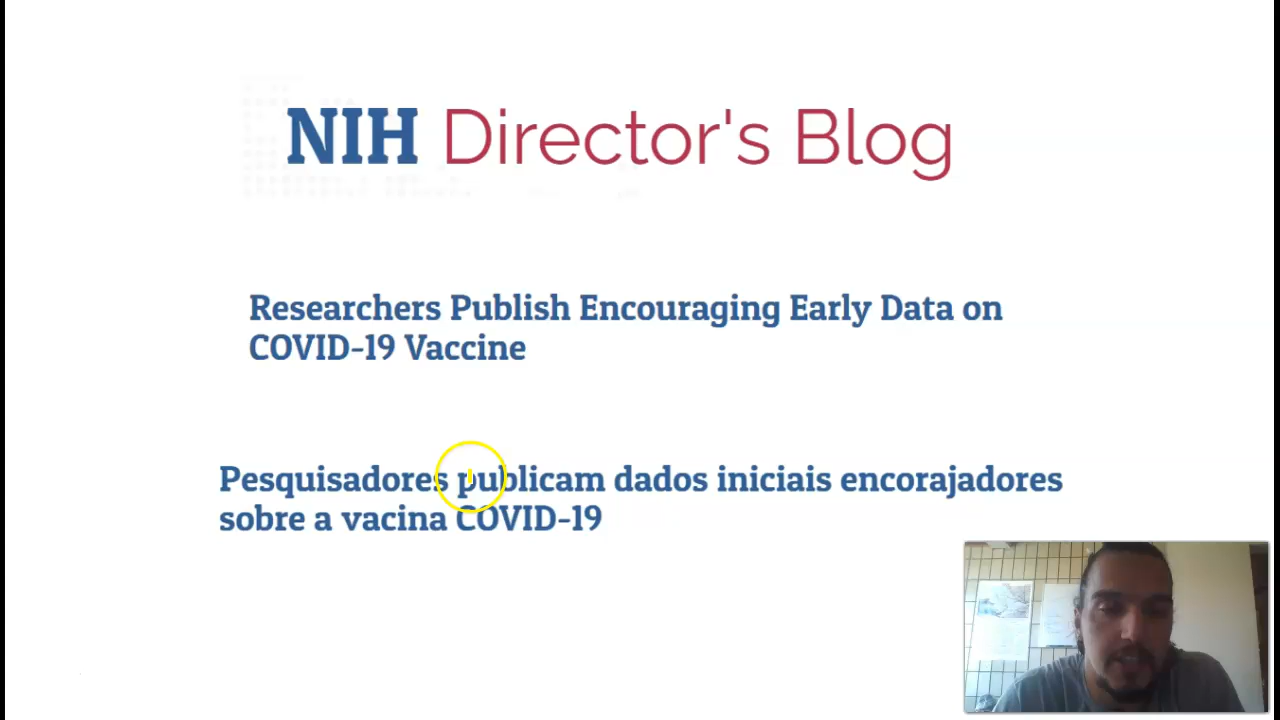 NIH Director's Blog
Researchers Publish Encouraging Early Data on
COVID-19 Vaccine
Pesquisadores publicam dados iniciais encorajadores
sobre a vacina COVID-19